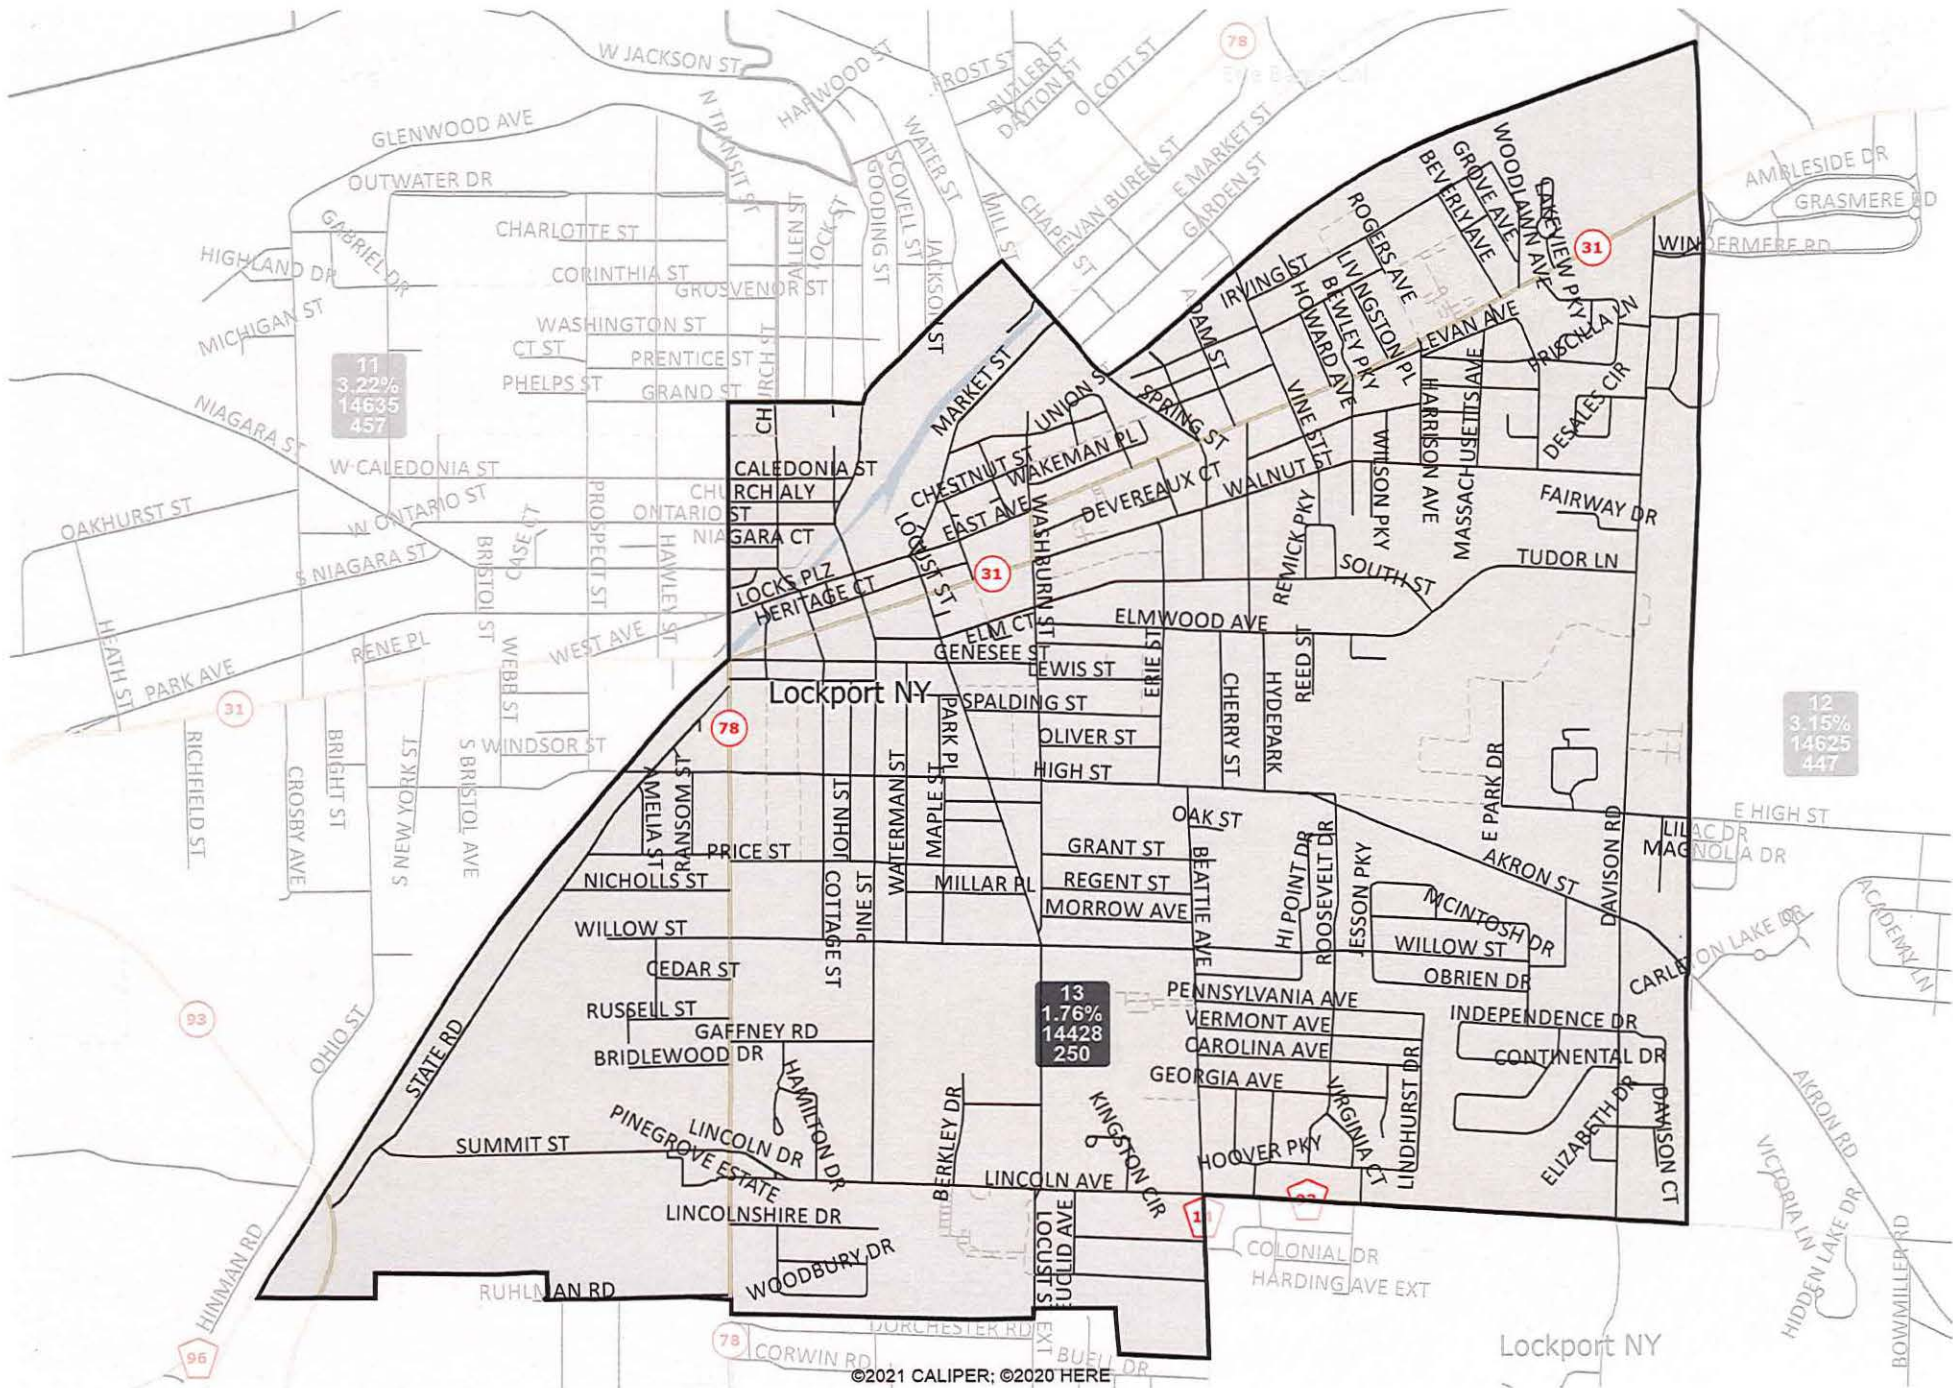 W JACKSON ST
HARWOOD ST
BUTLER ST
DAYTON ST
OLCOTT ST
78
GLENWOOD AVE
N TRANSIT ST
WATER ST
SCOVELL ST
GOODING ST
E MARKET ST
VAN BUREN ST
GARDEN ST
MILL ST
WOODLAWN AVE
GROVE AVE
BEVERLY AVE
LAKEVIEW PKY
AMBLESIDE DR
OUTWATER DR
GABRIEL DR
CHARLOTTE ST
ALLEN ST
LOCK ST
JACKSON ST
ROGERS AVE
31
WINDERMERE RD
HIGHLAND DR
CORINTHIA ST
GROSVENOR ST
IRVING ST
LIVINGSTON PL
BEWLEY PKY
HOWARD AVE
ADAM ST
LEVAN AVE
PRISCILLA LN
MICHIGAN ST
WASHINGTON ST
CT ST
PRENTICE ST
PHELPS ST
GRAND ST
CHURCH ST
11
3.22%
14635
457
NIAGARA ST
MARKET ST
SPRING ST
VINE ST
HARRISON AVE
MASSACHUSETTS AVE
DESALES CIR
W CALEDONIA ST
CALEDONIA ST
CHURCH ALY
CHESTNUT ST
WAKEMAN PL
WALNUT ST
WILSON PKY
FAIRWAY DR
OAKHURST ST
W ONTARIO ST
ONTARIO ST
NIAGARA CT
EAST AVE
DEVEREAUX CT
REMICK PKY
S NIAGARA ST
CASE CT
BRISTOL ST
PROSPECT ST
HAWLEY ST
LOCKS PLZ
HERITAGE CT
LOCUST ST
31
WASHBURN ST
SOUTH ST
TUDOR LN
HEATH ST
PARK AVE
RENE PL
WEBB ST
WEST AVE
ELM CT
GENESEE ST
ELMWOOD AVE
LEWIS ST
ERIE ST
REED ST
31
Lockport NY
SPALDING ST
CHERRY ST
HYDEPARK
12
3.15%
14625
447
RICHFIELD ST
CROSBY AVE
BRIGHT ST
S NEW YORK ST
S BRISTOL AVE
WINDSOR ST
78
PARK PL
OLIVER ST
HIGH ST
E PARK DR
AMELIA ST
RANSOM ST
JOHN ST
WATERMAN ST
MAPLE ST
OAK ST
E HIGH ST
LILAC DR
MAGNOLIA DR
PRICE ST
NICHOLLS ST
COTTAGE ST
PINE ST
MILLAR PL
GRANT ST
REGENT ST
MORROW AVE
BEATTIE AVE
HI POINT DR
ROOSEVELT DR
JESSON PKY
AKRON ST
DAVISON RD
MCINTOSH DR
ACADEMY LN
WILLOW ST
WILLOW ST
CEDAR ST
OBRIEN DR
CARLETON LAKE DR
93
OHIO ST
RUSSELL ST
GAFFNEY RD
BRIDLEWOOD DR
13
1.76%
14428
250
PENNSYLVANIA AVE
VERMONT AVE
CAROLINA AVE
GEORGIA AVE
INDEPENDENCE DR
CONTINENTAL DR
STATE RD
HAMILTON DR
BERKLEY DR
KINGSTON CIR
VIRGINIA CT
LINDHURST DR
ELIZABETH DR
DAVISON CT
AKRON RD
SUMMIT ST
PINEGROVE ESTATE
LINCOLN DR
HOOVER PKY
LINCOLN AVE
VICTORIA LN
HIDDEN LAKE DR
BOWMILLER RD
LINCOLNSHIRE DR
EUCLID AVE
COLONIAL DR
HARDING AVE EXT
HINMAN RD
RUHLMAN RD
WOODBURY DR
LOCUST S
EXT
96
78
DORCHESTER RD
CORWIN RD
BUELL DR
Lockport NY
©2021 CALIPER; ©2020 HERE